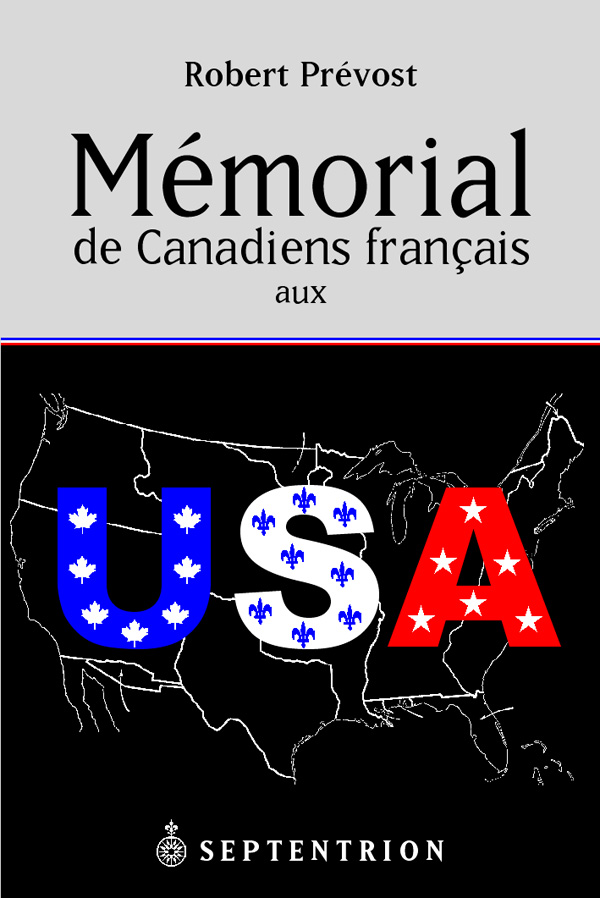 Robert Prévost
Mémorial
de Canadiens français
aux
USA
SEPTENTRION